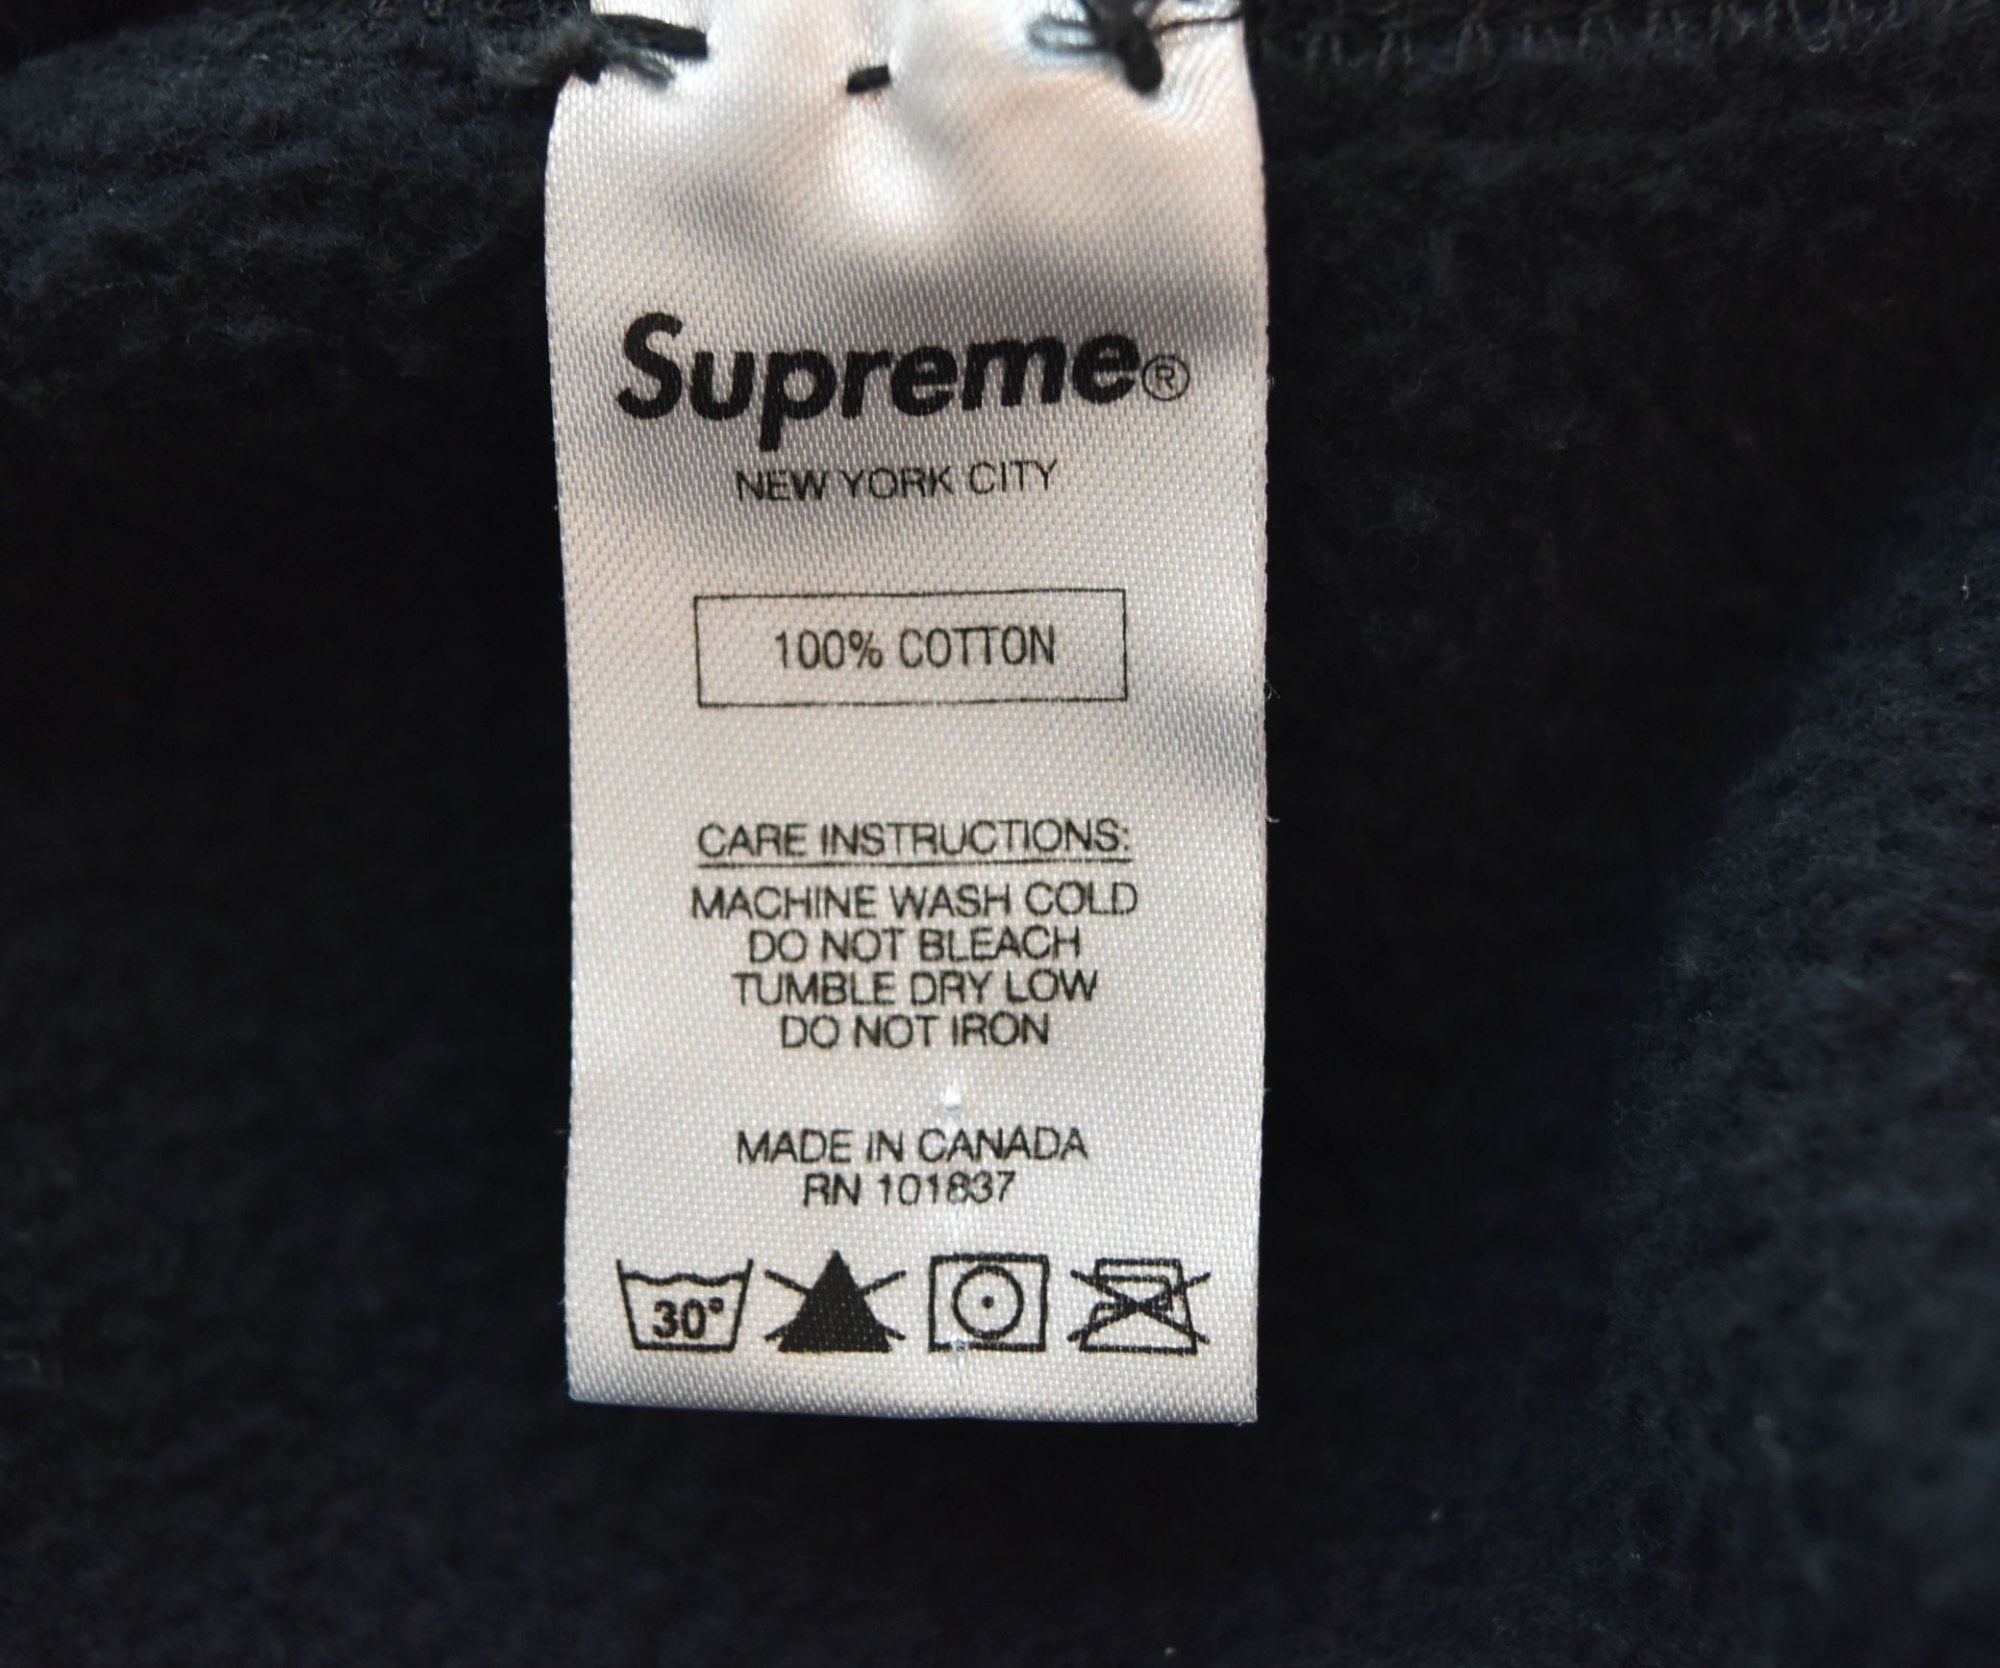 Supreme®
NEW YORK CITY
100% COTTON
CARE INSTRUCTIONS:
MACHINE WASH COLD
DO NOT BLEACH
TUMBLE DRY LOW
DO NOT IRON
MADE IN CANADA
RN 101837
30°